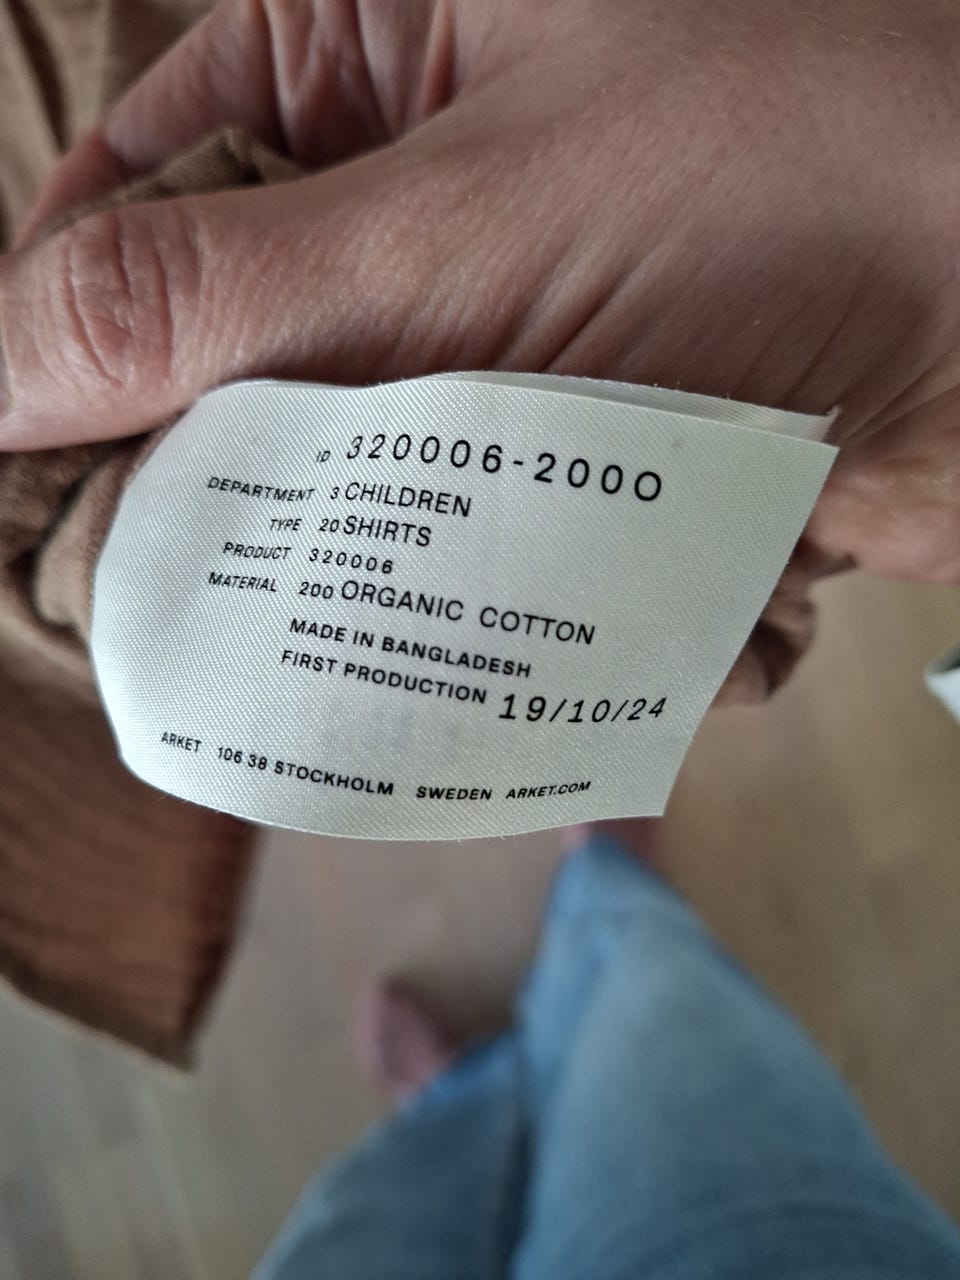 ID 320006-2000
DEPARTMENT 3 CHILDREN
TYPE 20 SHIRTS
PRODUCT 320006
MATERIAL 200 ORGANIC COTTON
MADE IN BANGLADESH
FIRST PRODUCTION 19/10/24
ARKET 106 38 STOCKHOLM SWEDEN ARKET.COM